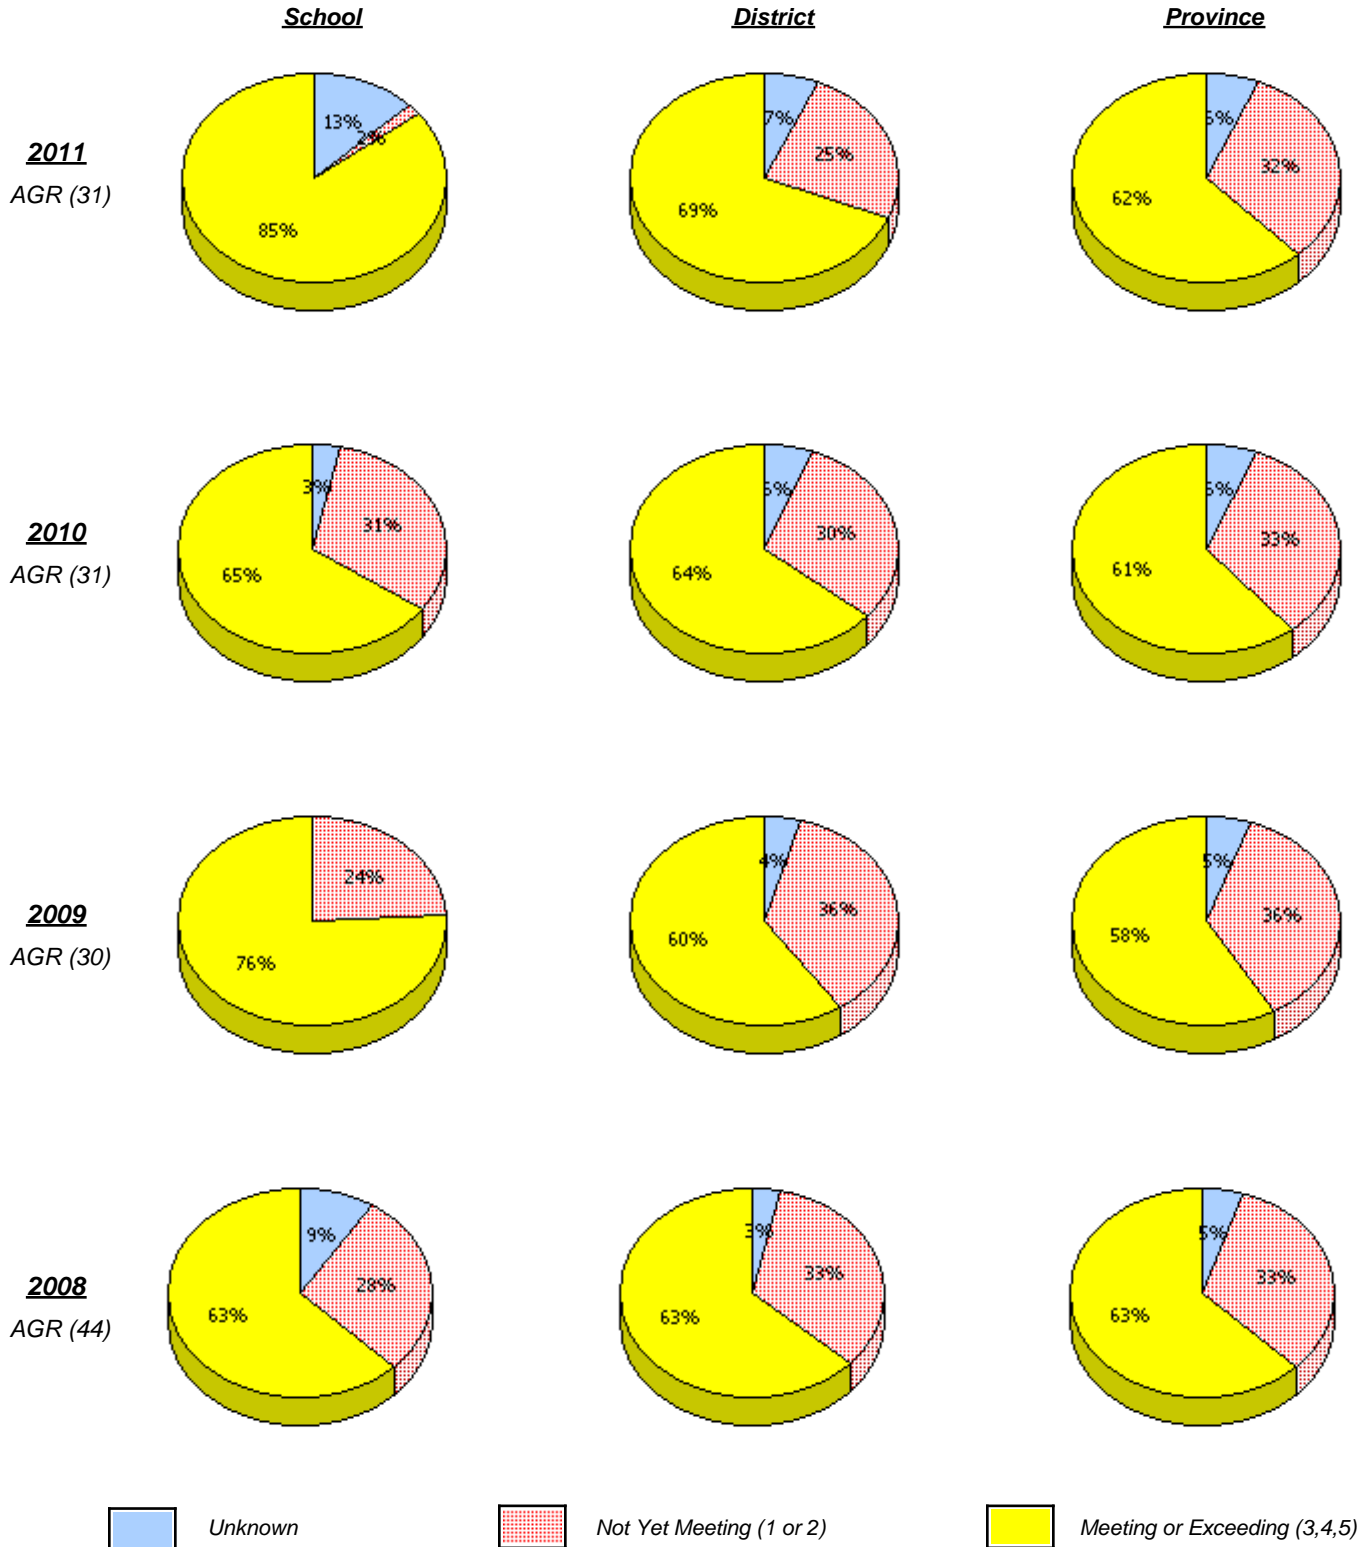 School District Province
2011
AGR (31)
13% 2% 85%
7% 25% 69%
6% 32% 62%
2010
AGR (31)
3% 31% 65%
6% 30% 64%
6% 33% 61%
2009
AGR (30)
24% 76%
4% 36% 60%
5% 36% 58%
2008
AGR (44)
9% 28% 63%
3% 33% 63%
5% 33% 63%
Unknown Not Yet Meeting (1 or 2) Meeting or Exceeding (3,4,5)